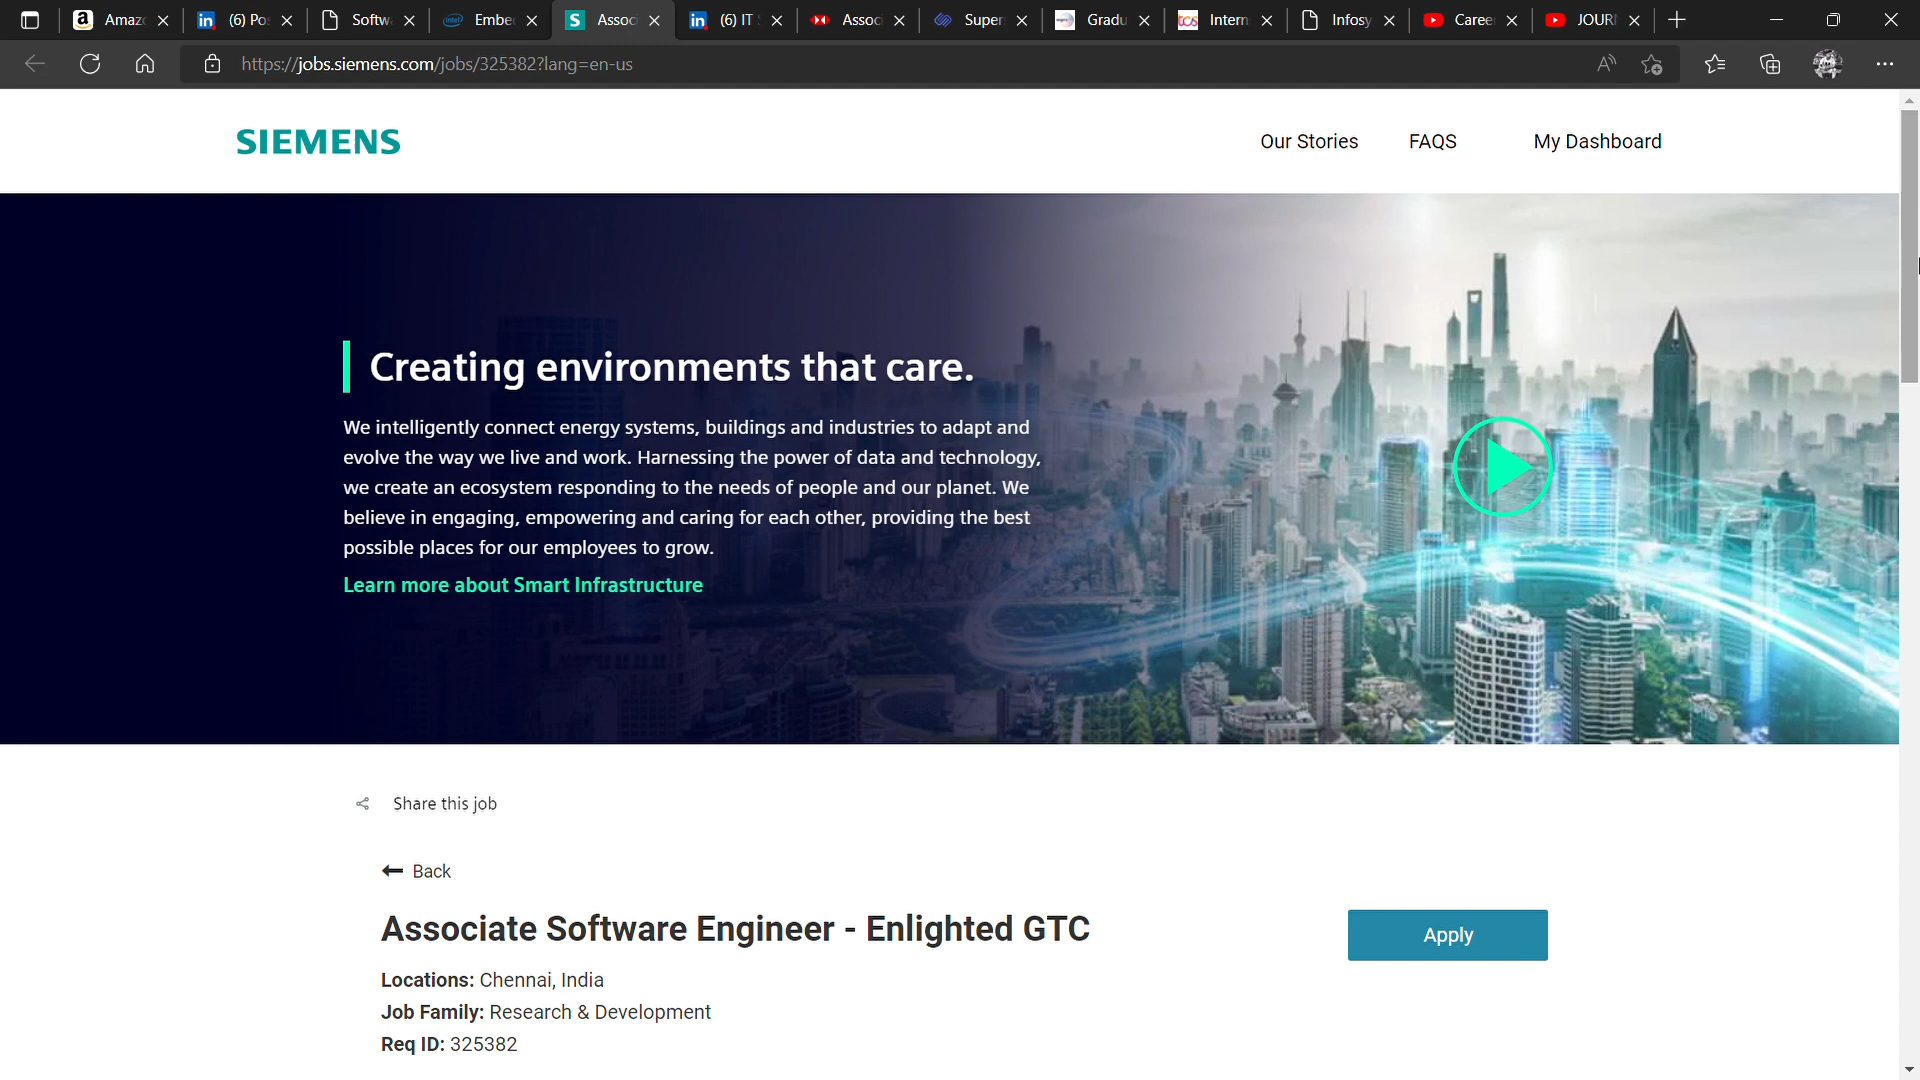 Amaz
(6) Po
Softw
Embe
Assoc
(6) IT
Assoc
Super
Gradu
tcs
Intern
Infosy
Caree
JOUR
https://jobs.siemens.com/jobs/325382?lang=en-us
SIEMENS
Our Stories
FAQS
My Dashboard
Creating environments that care.
We intelligently connect energy systems, buildings and industries to adapt and
evolve the way we live and work. Harnessing the power of data and technology,
we create an ecosystem responding to the needs of people and our planet. We
believe in engaging, empowering and caring for each other, providing the best
possible places for our employees to grow.
Learn more about Smart Infrastructure
Share this job
Back
Associate Software Engineer - Enlighted GTC
Apply
Locations: Chennai, India
Job Family: Research & Development
Req ID: 325382